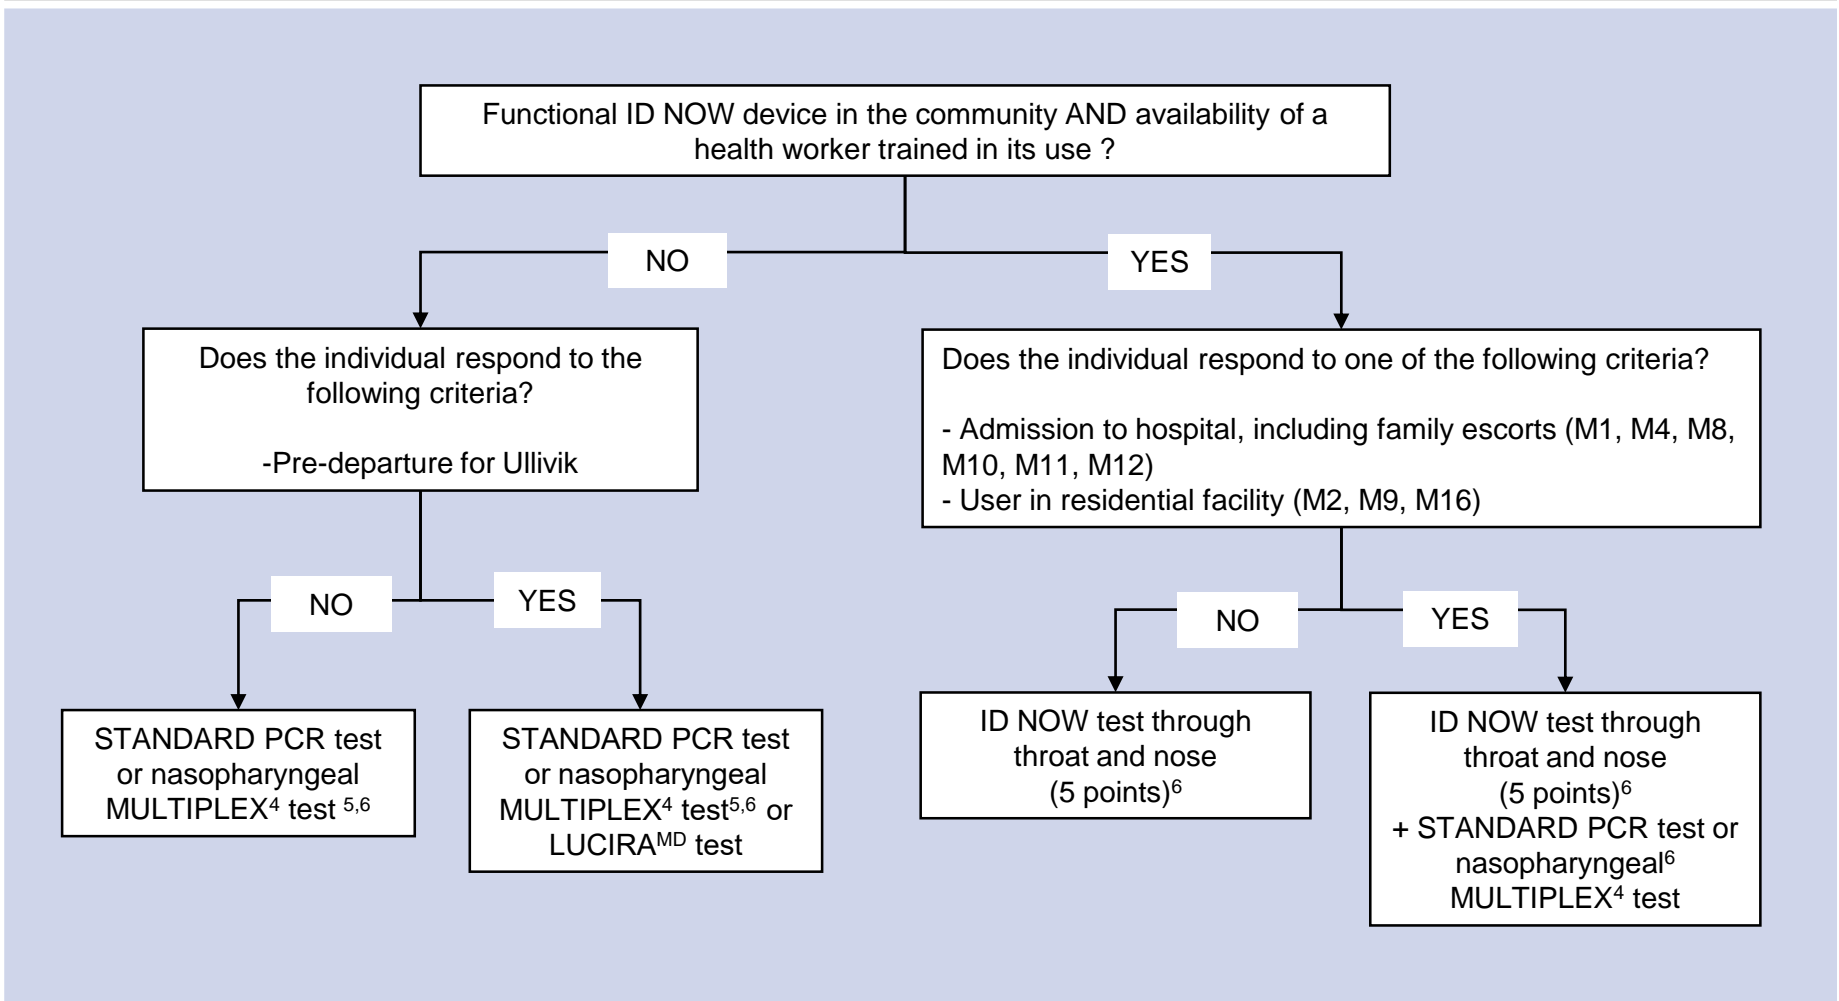 Functional ID NOW device in the community AND availability of a
health worker trained in its use ?
NO
YES
Does the individual respond to the
following criteria?
-Pre-departure for Ullivik
Does the individual respond to one of the following criteria?
- Admission to hospital, including family escorts (M1, M4, M8,
M10, M11, M12)
- User in residential facility (M2, M9, M16)
NO
YES
NO
YES
STANDARD PCR test
or nasopharyngeal
MULTIPLEX⁴ test ⁵,⁶
STANDARD PCR test
or nasopharyngeal
MULTIPLEX⁴ test⁵,⁶ or
LUCIRAᴹᴰ test
ID NOW test through
throat and nose
(5 points)⁶
ID NOW test through
throat and nose
(5 points)⁶
+ STANDARD PCR test or
nasopharyngeal⁶
MULTIPLEX⁴ test